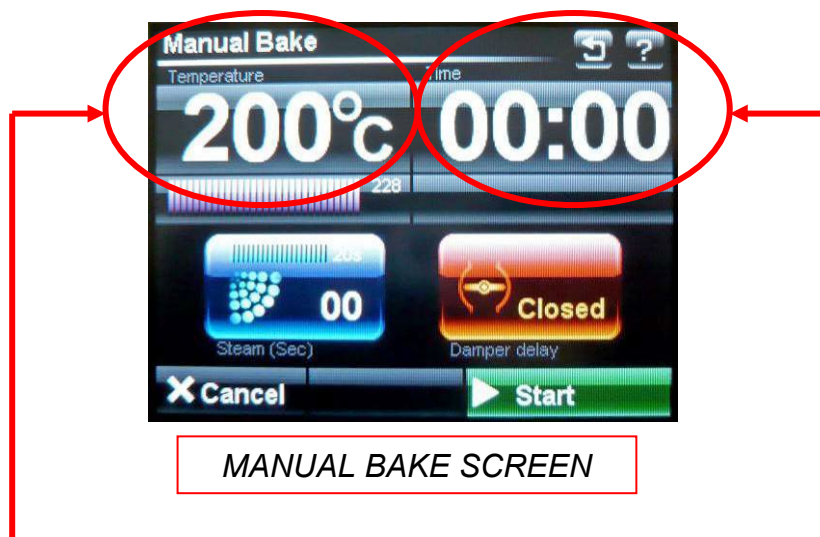 Manual Bake
?
Temperature
Time
200°C
00:00
228
20s
00
Closed
Steam (Sec)
Damper delay
Cancel
Start
MANUAL BAKE SCREEN